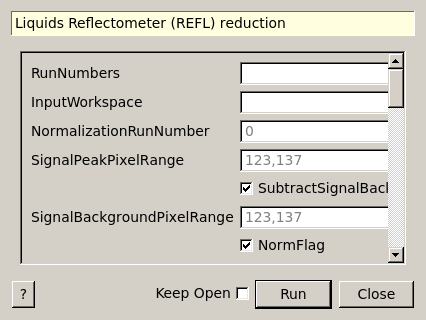 Liquids Reflectometer (REFL) reduction
RunNumbers
InputWorkspace
NormalizationRunNumber 0
SignalPeakPixelRange 123,137
SubtractSignalBack
SignalBackgroundPixelRange 123,137
NormFlag
? Keep Open Run Close